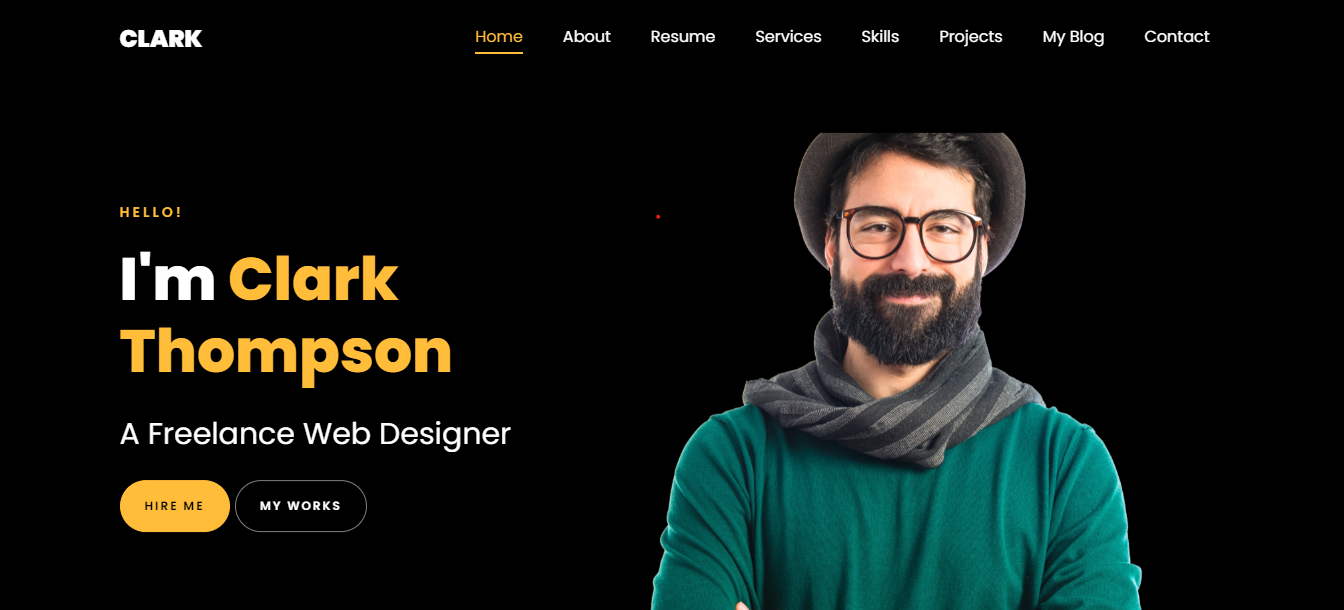 CLARK
Home About Resume Services Skills Projects My Blog Contact
HELLO!
I'm Clark
Thompson
A Freelance Web Designer
HIRE ME MY WORKS